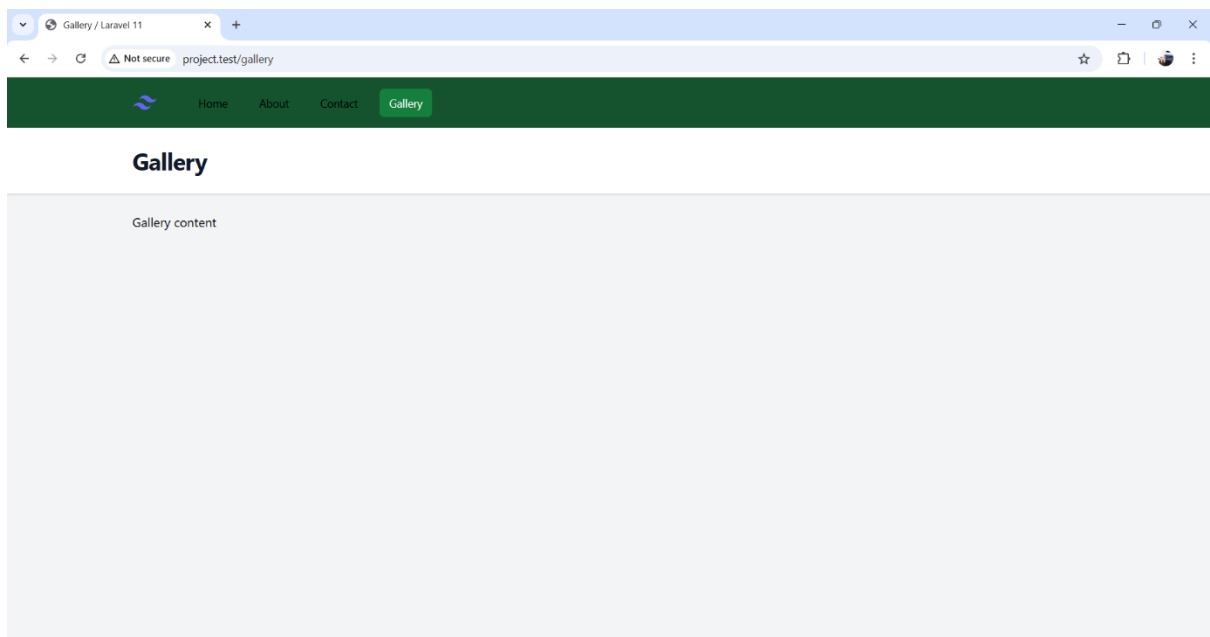 Gallery / Laravel 11
Not secure project.test/gallery
Home About Contact Gallery
Gallery
Gallery content